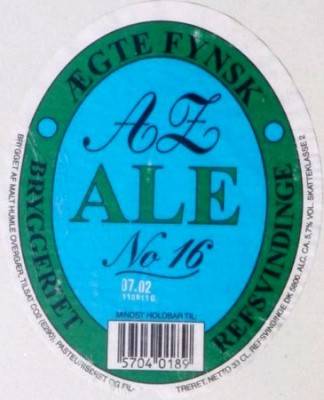 ÆGTE FYNSK
AZ
ALE
No 16
BRYGGERIET
REFSVINDINGE
07.02
MINDST HOLDBAR TIL:
5704 0189
BRYGGET AF MALT HUMLE OVERGÆR, TILSAT CO2 (E290), PASTEURISERET OG FIL-
TRERET. NETTO 33 CL. REFSVINDINGE DK 5800. ALC. CA. 5,7% VOL. SKATTEKLASSE 2